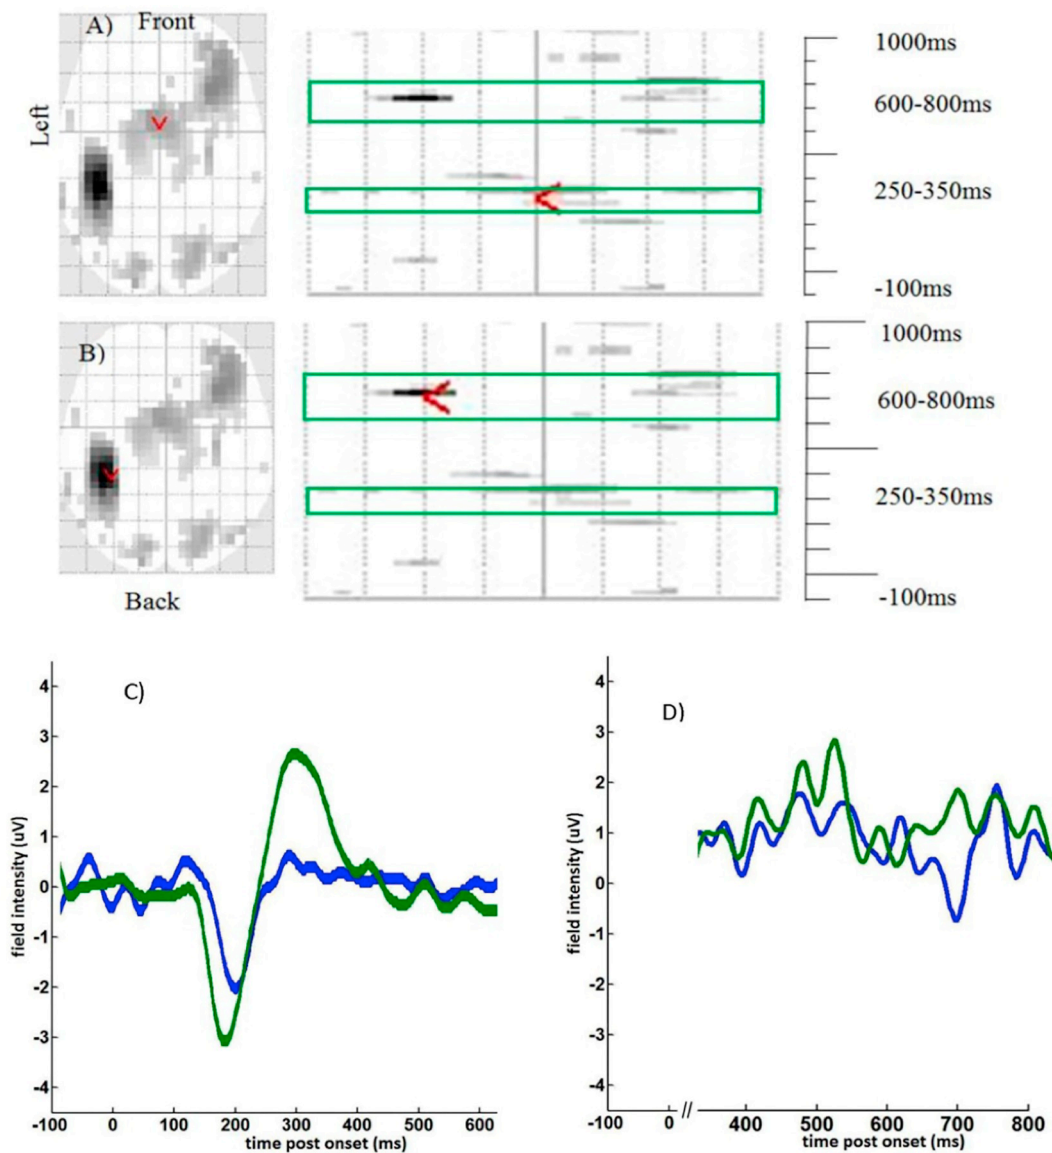 A)
Front
Left
1000ms
600-800ms
250-350ms
-100ms
B)
Back
1000ms
600-800ms
250-350ms
-100ms
C)
field intensity (uV)
4
3
2
1
0
-1
-2
-3
-4
-100 0 100 200 300 400 500 600
time post onset (ms)
D)
field intensity (uV)
4
3
2
1
0
-1
-2
-3
-4
-100 0 // 400 500 600 700 800
time post onset (ms)